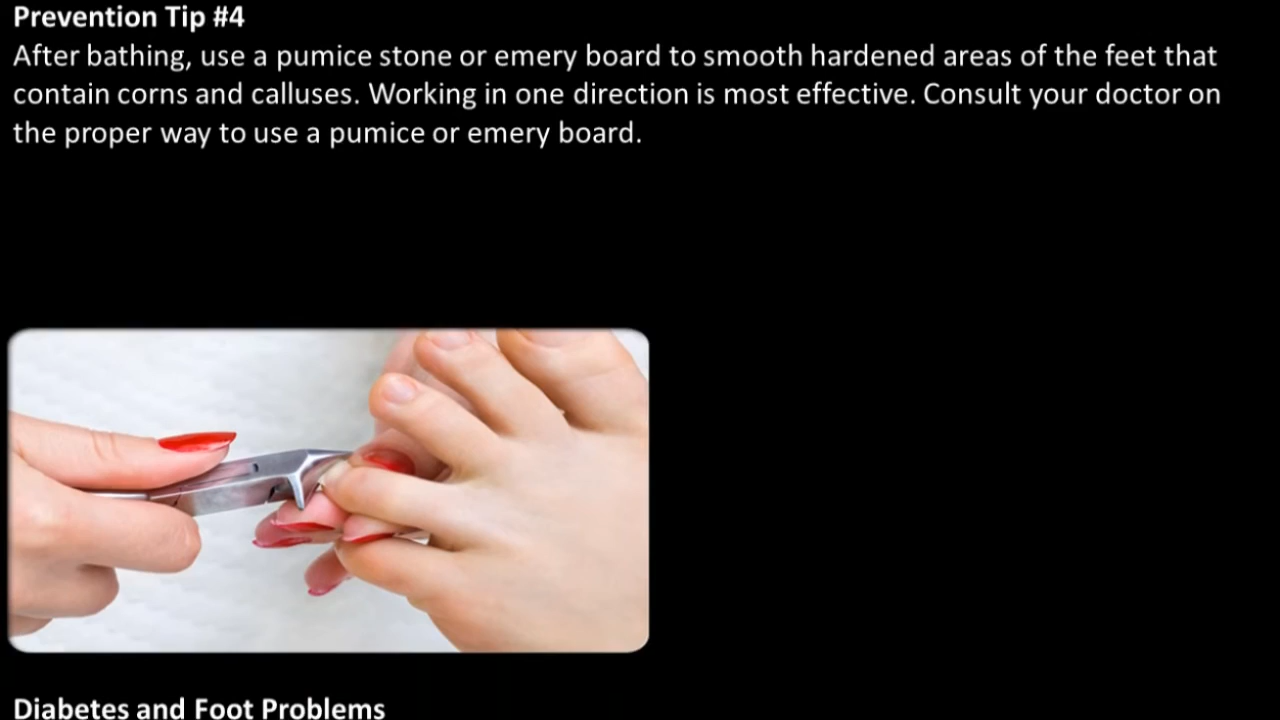 Prevention Tip #4
After bathing, use a pumice stone or emery board to smooth hardened areas of the feet that
contain corns and calluses. Working in one direction is most effective. Consult your doctor on
the proper way to use a pumice or emery board.
Diabetes and Foot Problems